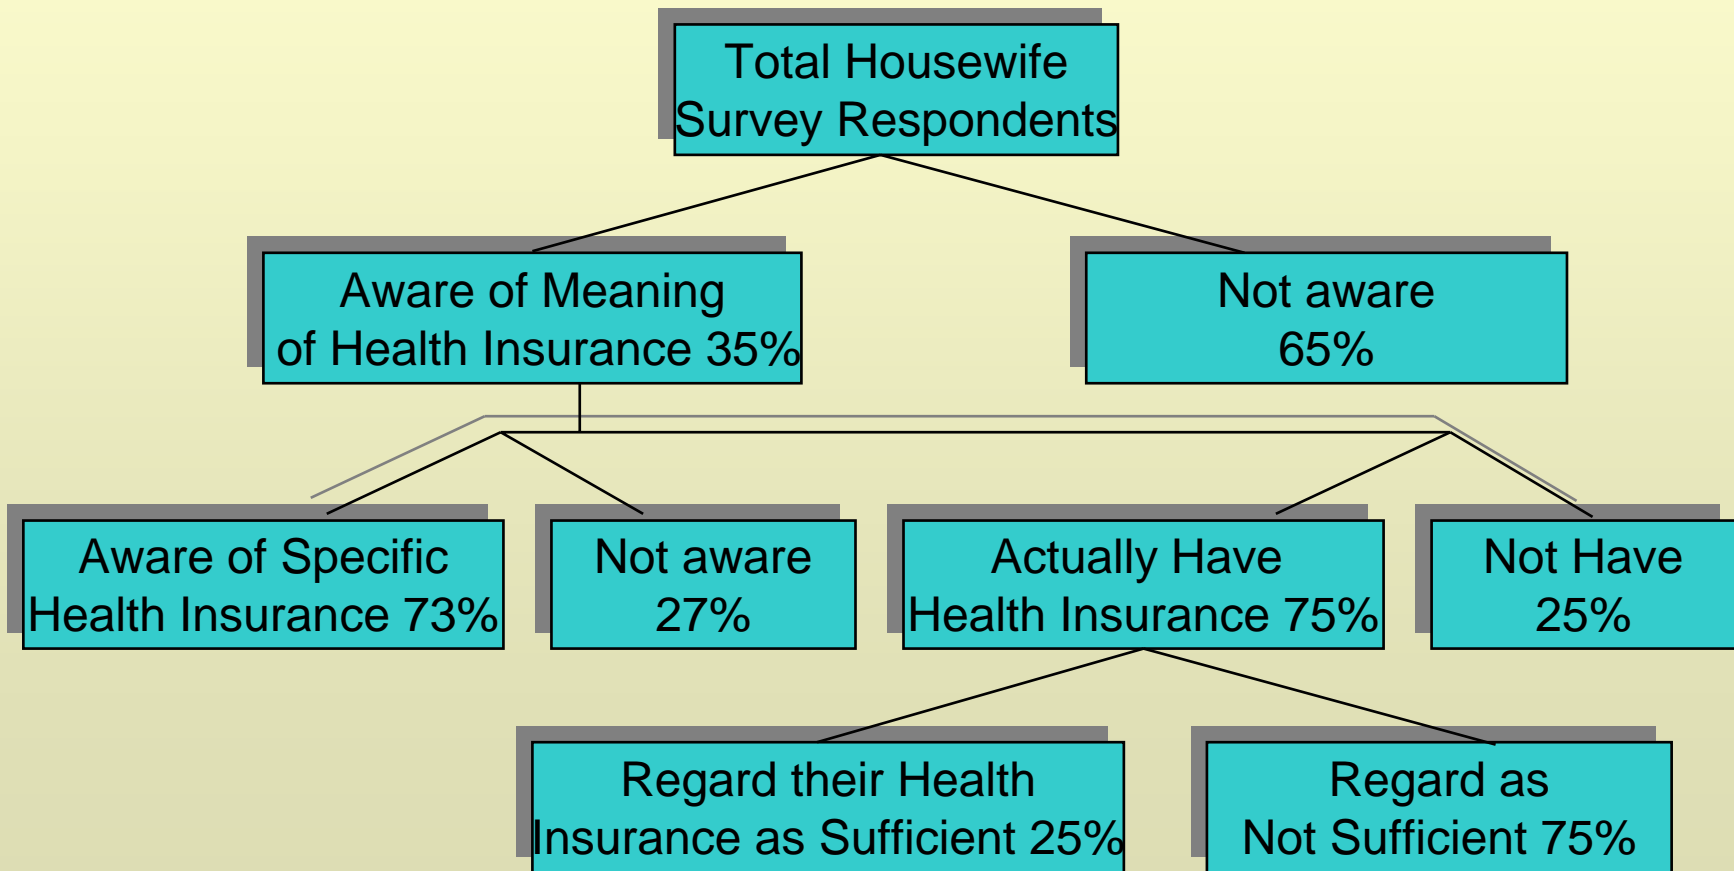 Total Housewife
Survey Respondents
Aware of Meaning
of Health Insurance 35%
Not aware
65%
Aware of Specific
Health Insurance 73%
Not aware
27%
Actually Have
Health Insurance 75%
Not Have
25%
Regard their Health
Insurance as Sufficient 25%
Regard as
Not Sufficient 75%